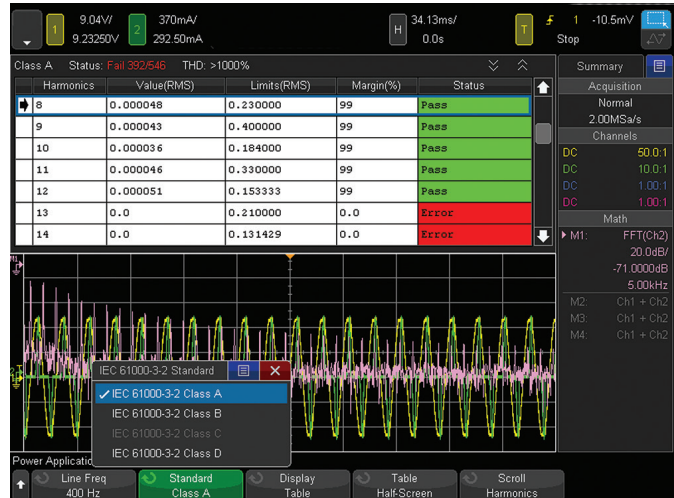 1 9.04V/ 2 370mA/ H 34.13ms/ T 1 -10.5mV
9.23250V 292.50mA 0.0s Stop
Class A Status: Fail 392/546 THD: >1000%
Harmonics Value(RMS) Limits(RMS) Margin(%) Status
8 0.000048 0.230000 99 Pass
9 0.000043 0.400000 99 Pass
10 0.000036 0.184000 99 Pass
11 0.000046 0.330000 99 Pass
12 0.000051 0.153333 99 Pass
13 0.0 0.210000 0.0 Error
14 0.0 0.131429 0.0 Error
Summary
Acquisition
Normal
2.00MSa/s
Channels
DC 50.0:1
DC 10.0:1
DC 1.00:1
DC 1.00:1
Math
M1: FFT(Ch2)
20.0dB/
-71.0000dB
5.00kHz
M2: Ch1 + Ch2
M3: Ch1 + Ch2
M4: Ch1 + Ch2
M1
IEC 61000-3-2 Standard
IEC 61000-3-2 Class A
IEC 61000-3-2 Class B
IEC 61000-3-2 Class C
IEC 61000-3-2 Class D
Power Applicatio
Line Freq
400 Hz
Standard
Class A
Display
Table
Table
Half-Screen
Scroll
Harmonics